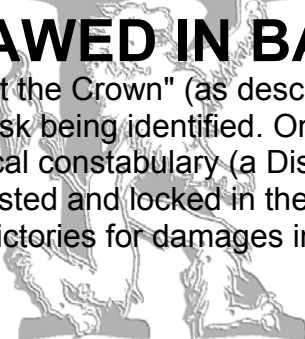 AWED IN BA
t the Crown" (as desc
sk being identified. Or
cal constabulary (a Dis
sted and locked in the
ictories for damages in